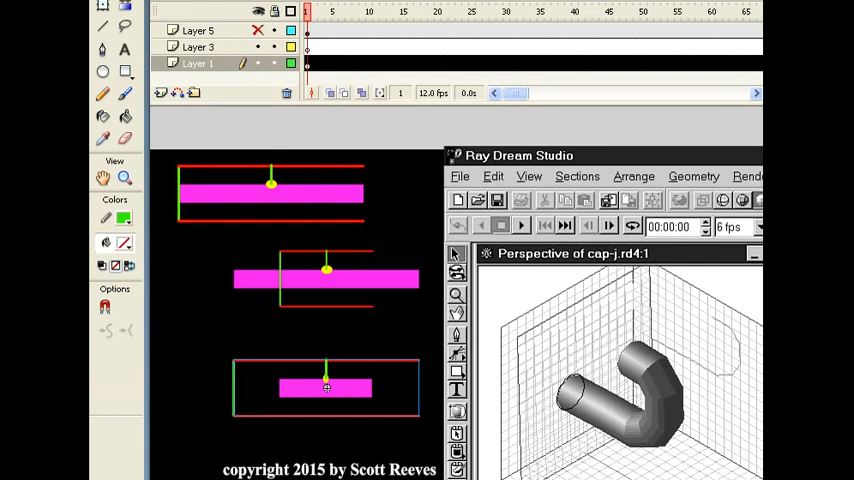 1 5 10 15 20 25 30 35 40 45 50 55 60 65
Layer 5
Layer 3
Layer 1
1 12.0 fps 0.0s
View
Colors
Options
Ray Dream Studio
File Edit View Sections Arrange Geometry
00:00:00 6 fps
Perspective of cap-j.rd4:1
copyright 2015 by Scott Reeves